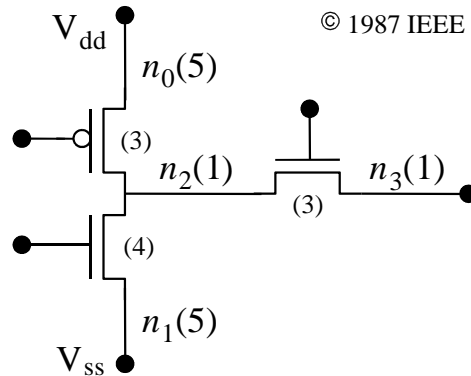 V_dd
© 1987 IEEE
n_0(5)
(3)
n_2(1)
n_3(1)
(3)
(4)
n_1(5)
V_ss